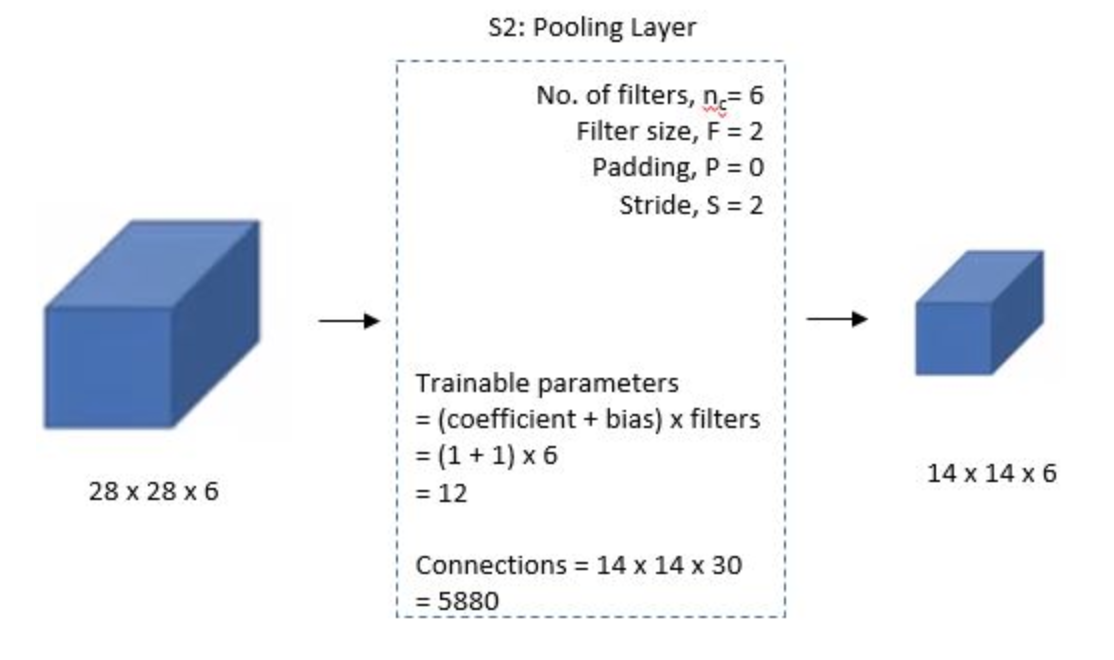 S2: Pooling Layer
No. of filters, nc= 6
Filter size, F = 2
Padding, P = 0
Stride, S = 2
Trainable parameters
= (coefficient + bias) x filters
= (1 + 1) x 6
= 12
Connections = 14 x 14 x 30
= 5880
28 x 28 x 6
14 x 14 x 6